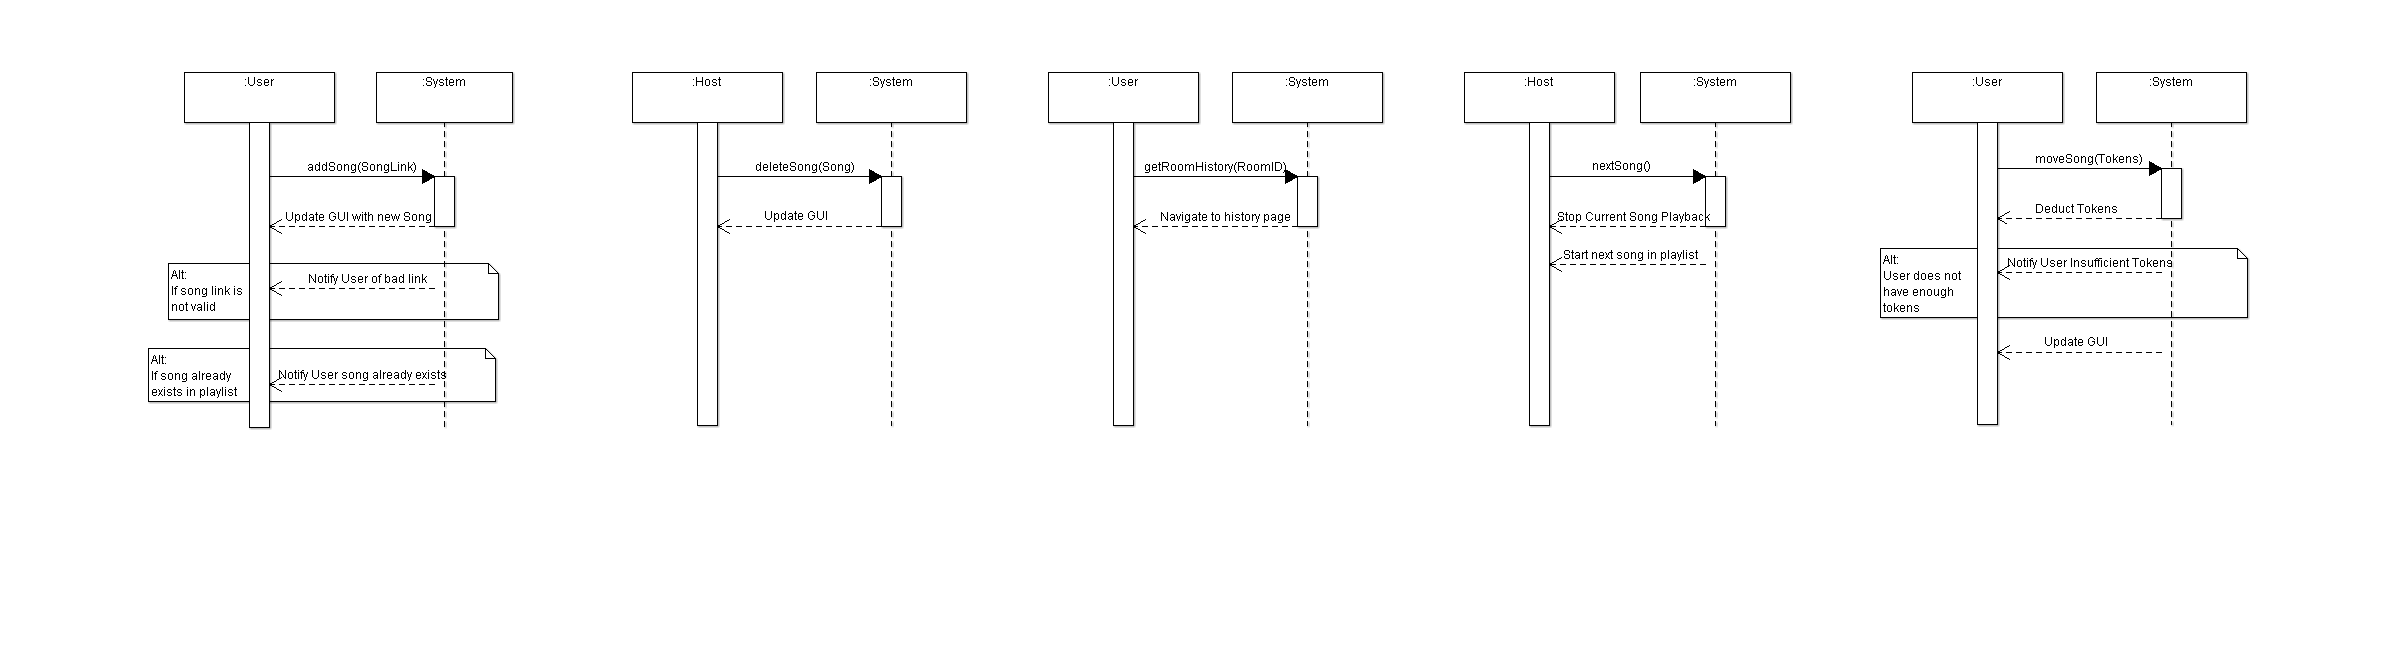 :User
:System
addSong(SongLink)
Update GUI with new Song
Alt:
If song link is
not valid
Notify User of bad link
Alt:
If song already
exists in playlist
Notify User song already exists
:Host
:System
deleteSong(Song)
Update GUI
:User
:System
getRoomHistory(RoomID)
Navigate to history page
:Host
:System
nextSong()
Stop Current Song Playback
Start next song in playlist
:User
:System
moveSong(Tokens)
Deduct Tokens
Alt:
User does not
have enough
tokens
Notify User Insufficient Tokens
Update GUI